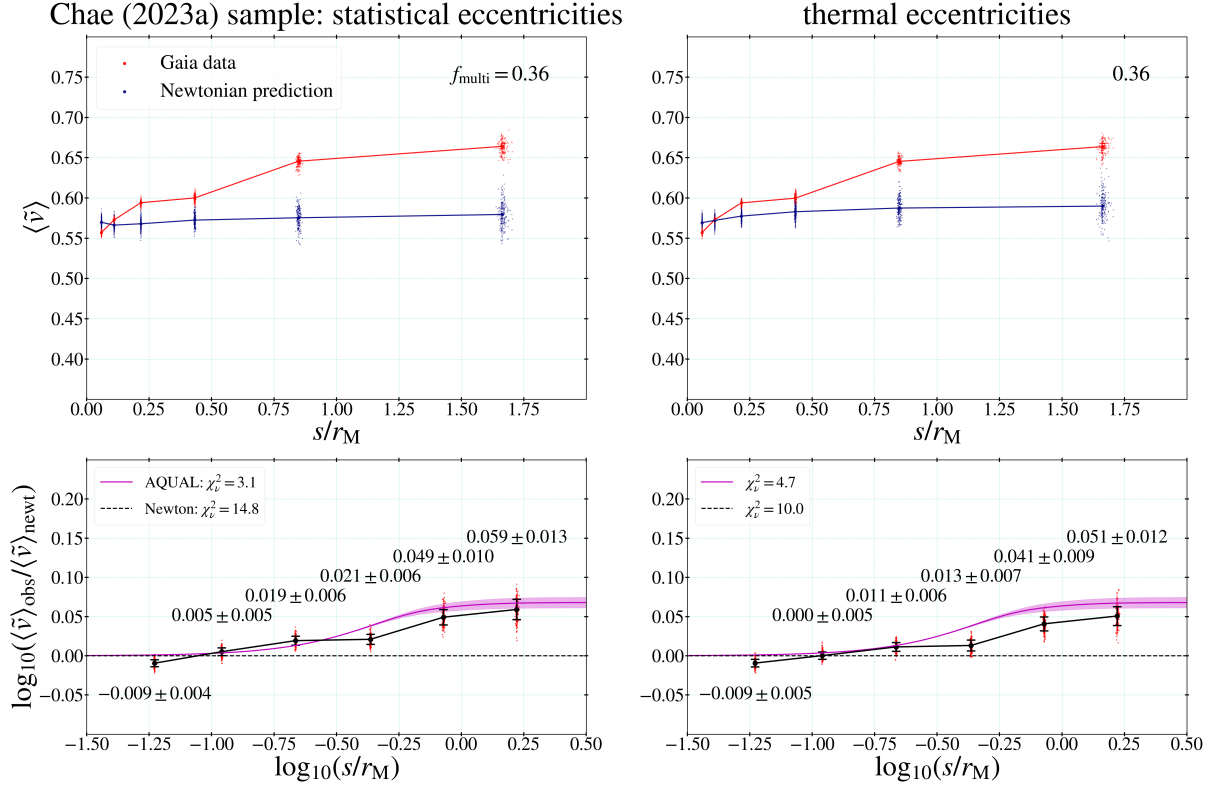 Chae (2023a) sample: statistical eccentricities
thermal eccentricities
Gaia data
Newtonian prediction
f_multi = 0.36
0.36
0.75
0.70
0.65
0.60
0.55
0.50
0.45
0.40
⟨ṽ⟩
0.00 0.25 0.50 0.75 1.00 1.25 1.50 1.75
s/r_M
0.75
0.70
0.65
0.60
0.55
0.50
0.45
0.40
0.00 0.25 0.50 0.75 1.00 1.25 1.50 1.75
s/r_M
AQUAL: χ²_ν = 3.1
Newton: χ²_ν = 14.8
0.20
0.15
0.10
0.05
0.00
−0.05
log₁₀(⟨ṽ⟩_obs/⟨ṽ⟩_newt)
0.059 ± 0.013
0.049 ± 0.010
0.021 ± 0.006
0.019 ± 0.006
0.005 ± 0.005
−0.009 ± 0.004
−1.50 −1.25 −1.00 −0.75 −0.50 −0.25 0.00 0.25 0.50
log₁₀(s/r_M)
χ²_ν = 4.7
χ²_ν = 10.0
0.20
0.15
0.10
0.05
0.00
−0.05
0.051 ± 0.012
0.041 ± 0.009
0.013 ± 0.007
0.011 ± 0.006
0.000 ± 0.005
−0.009 ± 0.005
−1.50 −1.25 −1.00 −0.75 −0.50 −0.25 0.00 0.25 0.50
log₁₀(s/r_M)